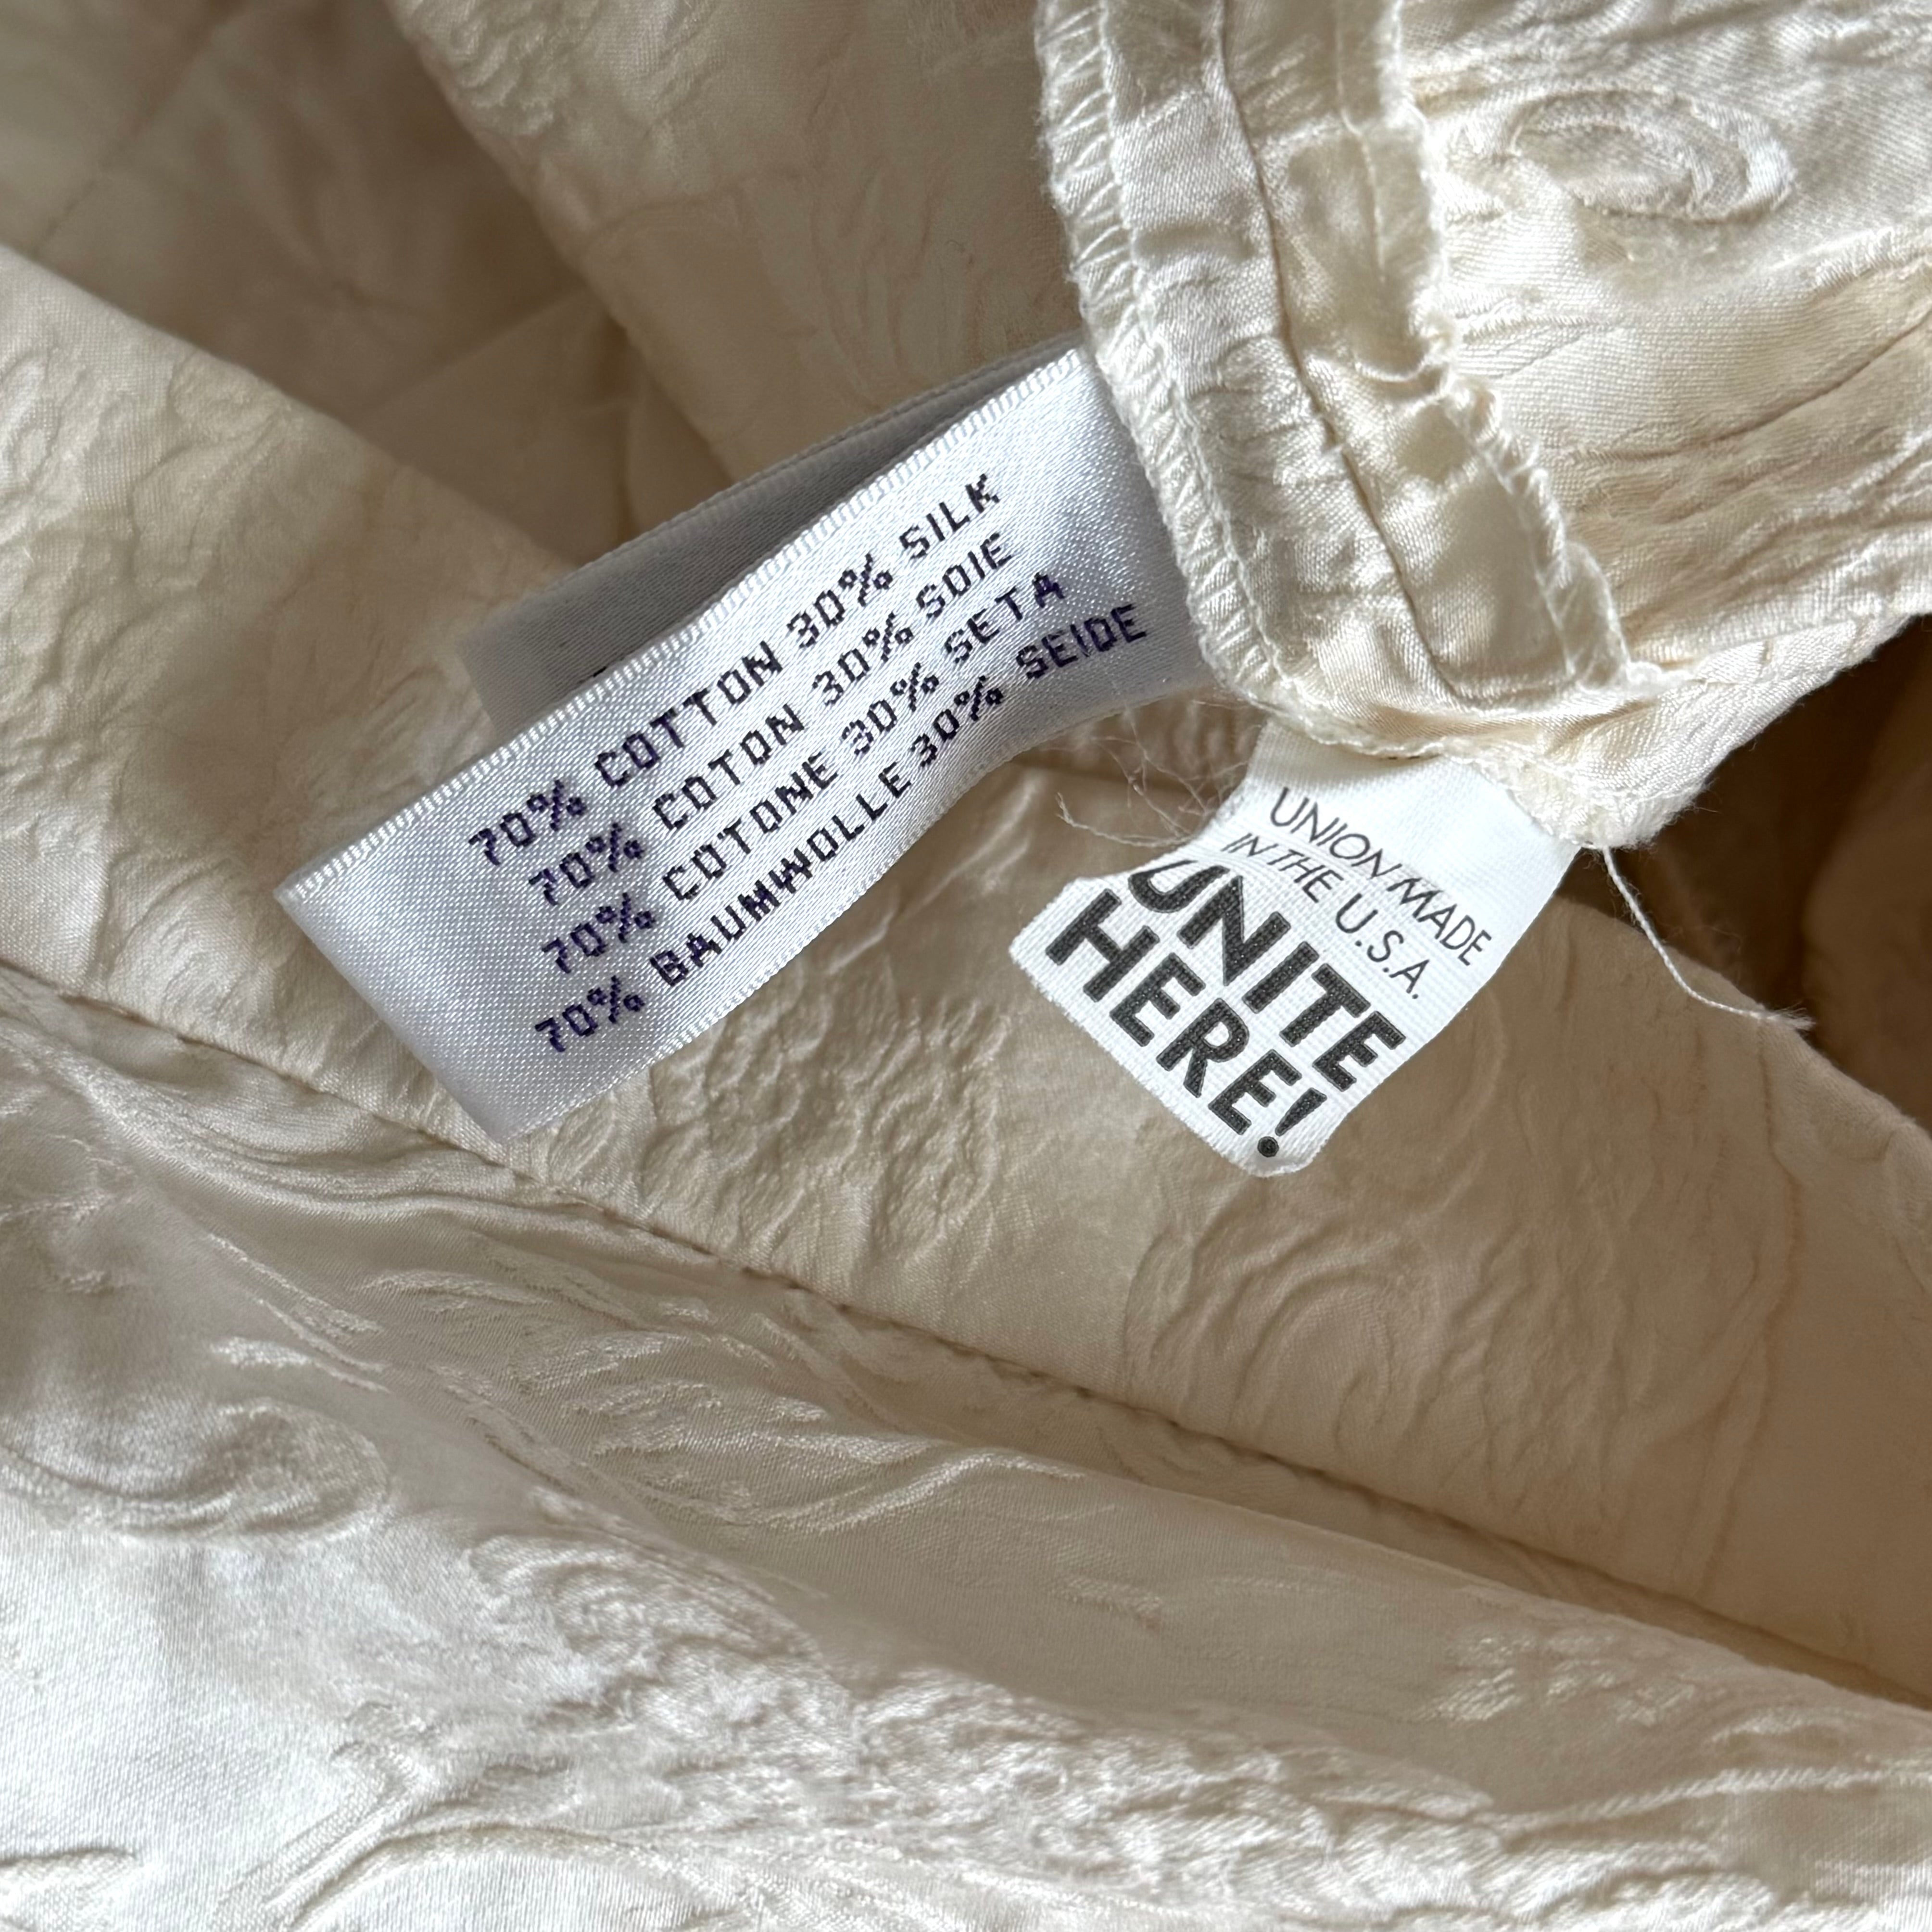 70% COTTON 30% SILK
70% COTON 30% SOIE
70% COTONE 30% SETA
70% BAUMWOLLE 30% SEIDE
UNION MADE
IN THE U.S.A.
UNITE
HERE!